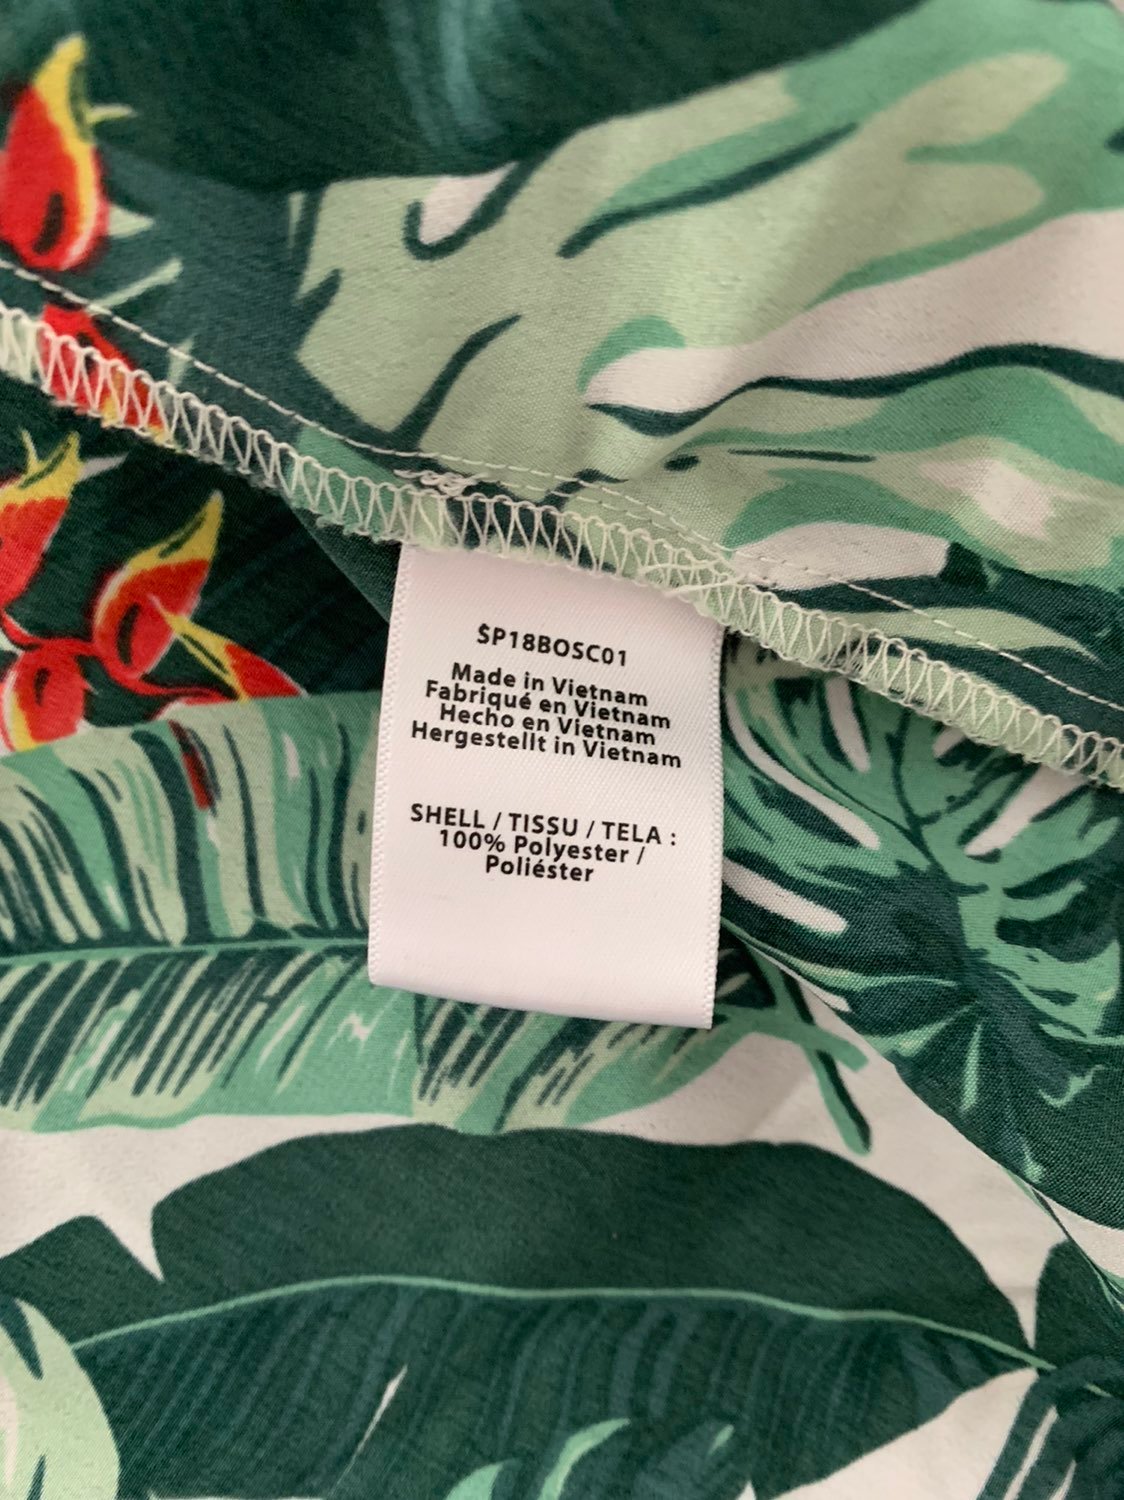 SP18BOSC01
Made in Vietnam
Fabriqué en Vietnam
Hecho en Vietnam
Hergestellt in Vietnam
SHELL / TISSU / TELA :
100% Polyester /
Poliéster